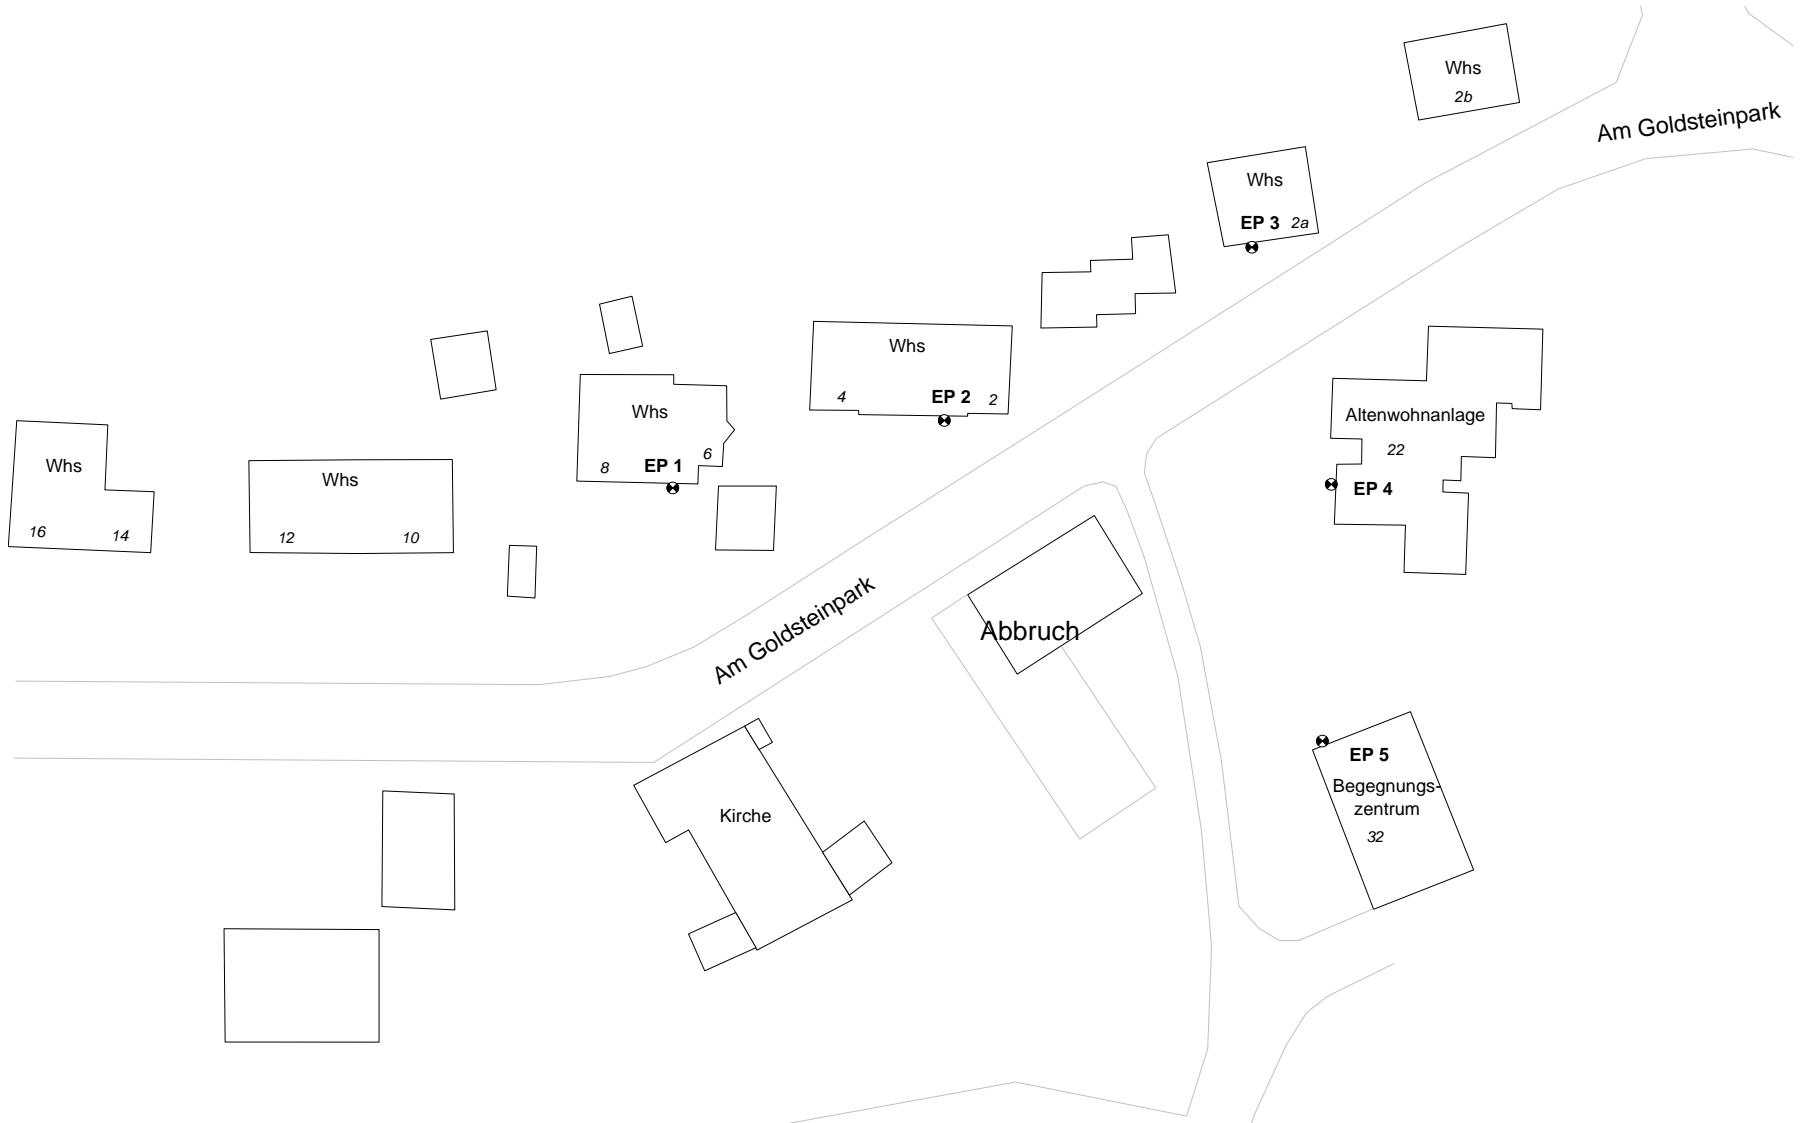 Whs
2b
Am Goldsteinpark
Whs
EP 3 2a
Whs
4 EP 2 2
Whs
8 EP 1 6
Altenwohnanlage
22
EP 4
Whs
16 14
Whs
12 10
Am Goldsteinpark
Abbruch
Kirche
EP 5
Begegnungs-
zentrum
32